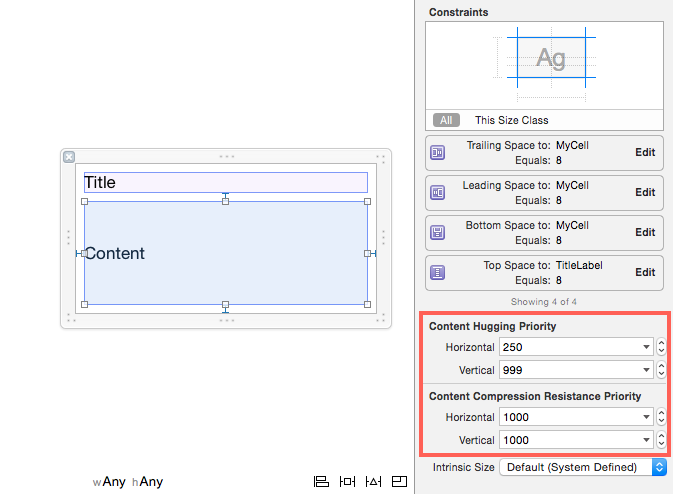 Title
Content
wAny hAny
Constraints
Ag
All This Size Class
Trailing Space to: MyCell
Equals: 8
Edit
Leading Space to: MyCell
Equals: 8
Edit
Bottom Space to: MyCell
Equals: 8
Edit
Top Space to: TitleLabel
Equals: 8
Edit
Showing 4 of 4
Content Hugging Priority
Horizontal 250
Vertical 999
Content Compression Resistance Priority
Horizontal 1000
Vertical 1000
Intrinsic Size Default (System Defined)